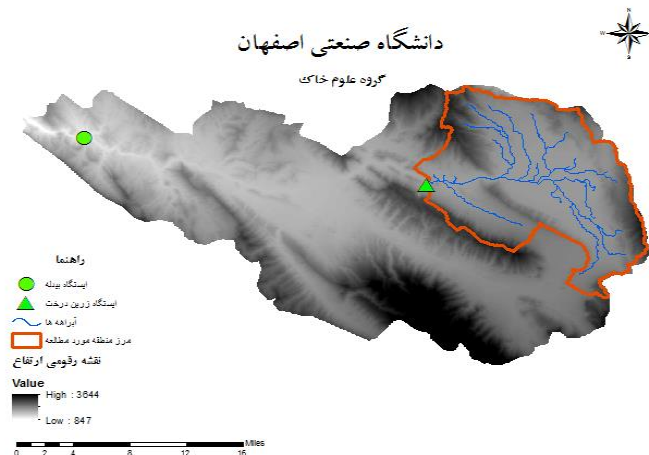 دانشگاه صنعتی اصفهان
گروه علوم خاک
N
W
E
S
راهنما
ایستگاه بیدله
ایستگاه زرین درخت
آبراهه ها
مرز منطقه مورد مطالعه
نقشه رقومی ارتفاع
Value
High : 3644
Low : 847
Miles
0 2 4 8 12 16